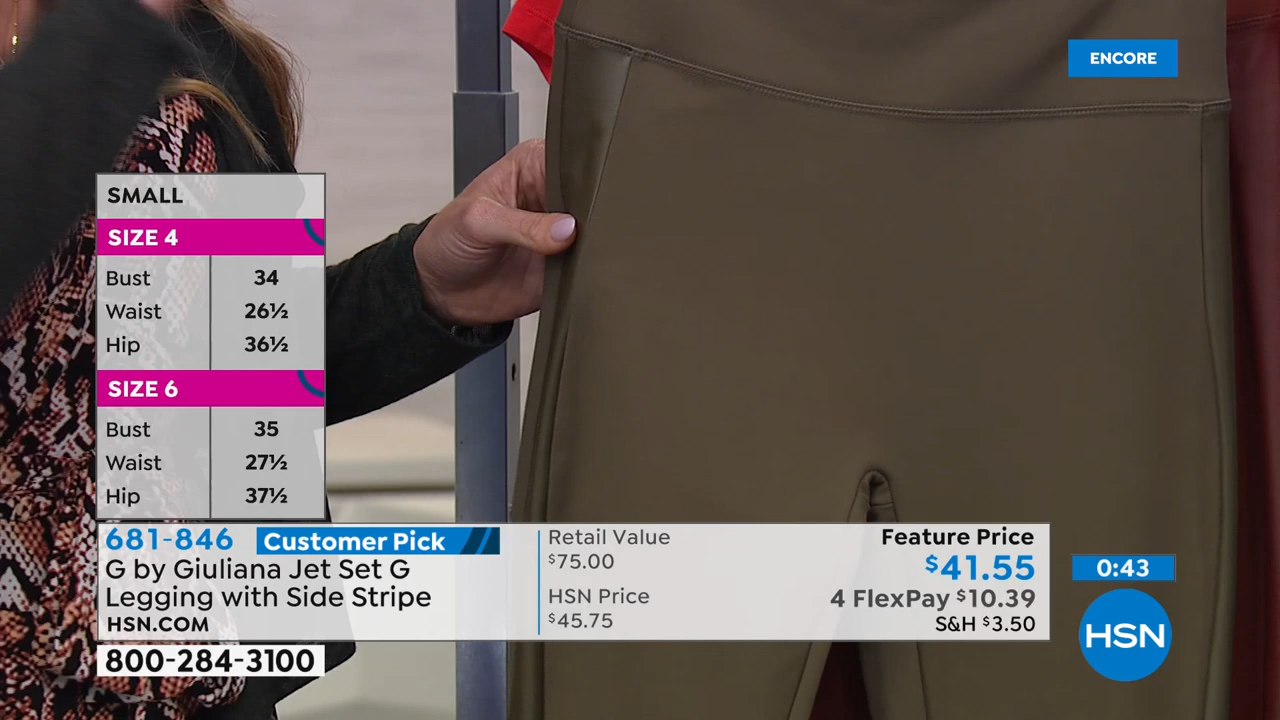 ENCORE
SMALL
SIZE 4
Bust 34
Waist 26½
Hip 36½
SIZE 6
Bust 35
Waist 27½
Hip 37½
681-846 Customer Pick
G by Giuliana Jet Set G
Legging with Side Stripe
HSN.COM
800-284-3100
Retail Value
$75.00
HSN Price
$45.75
Feature Price
$41.55
4 FlexPay $10.39
S&H $3.50
0:43
HSN